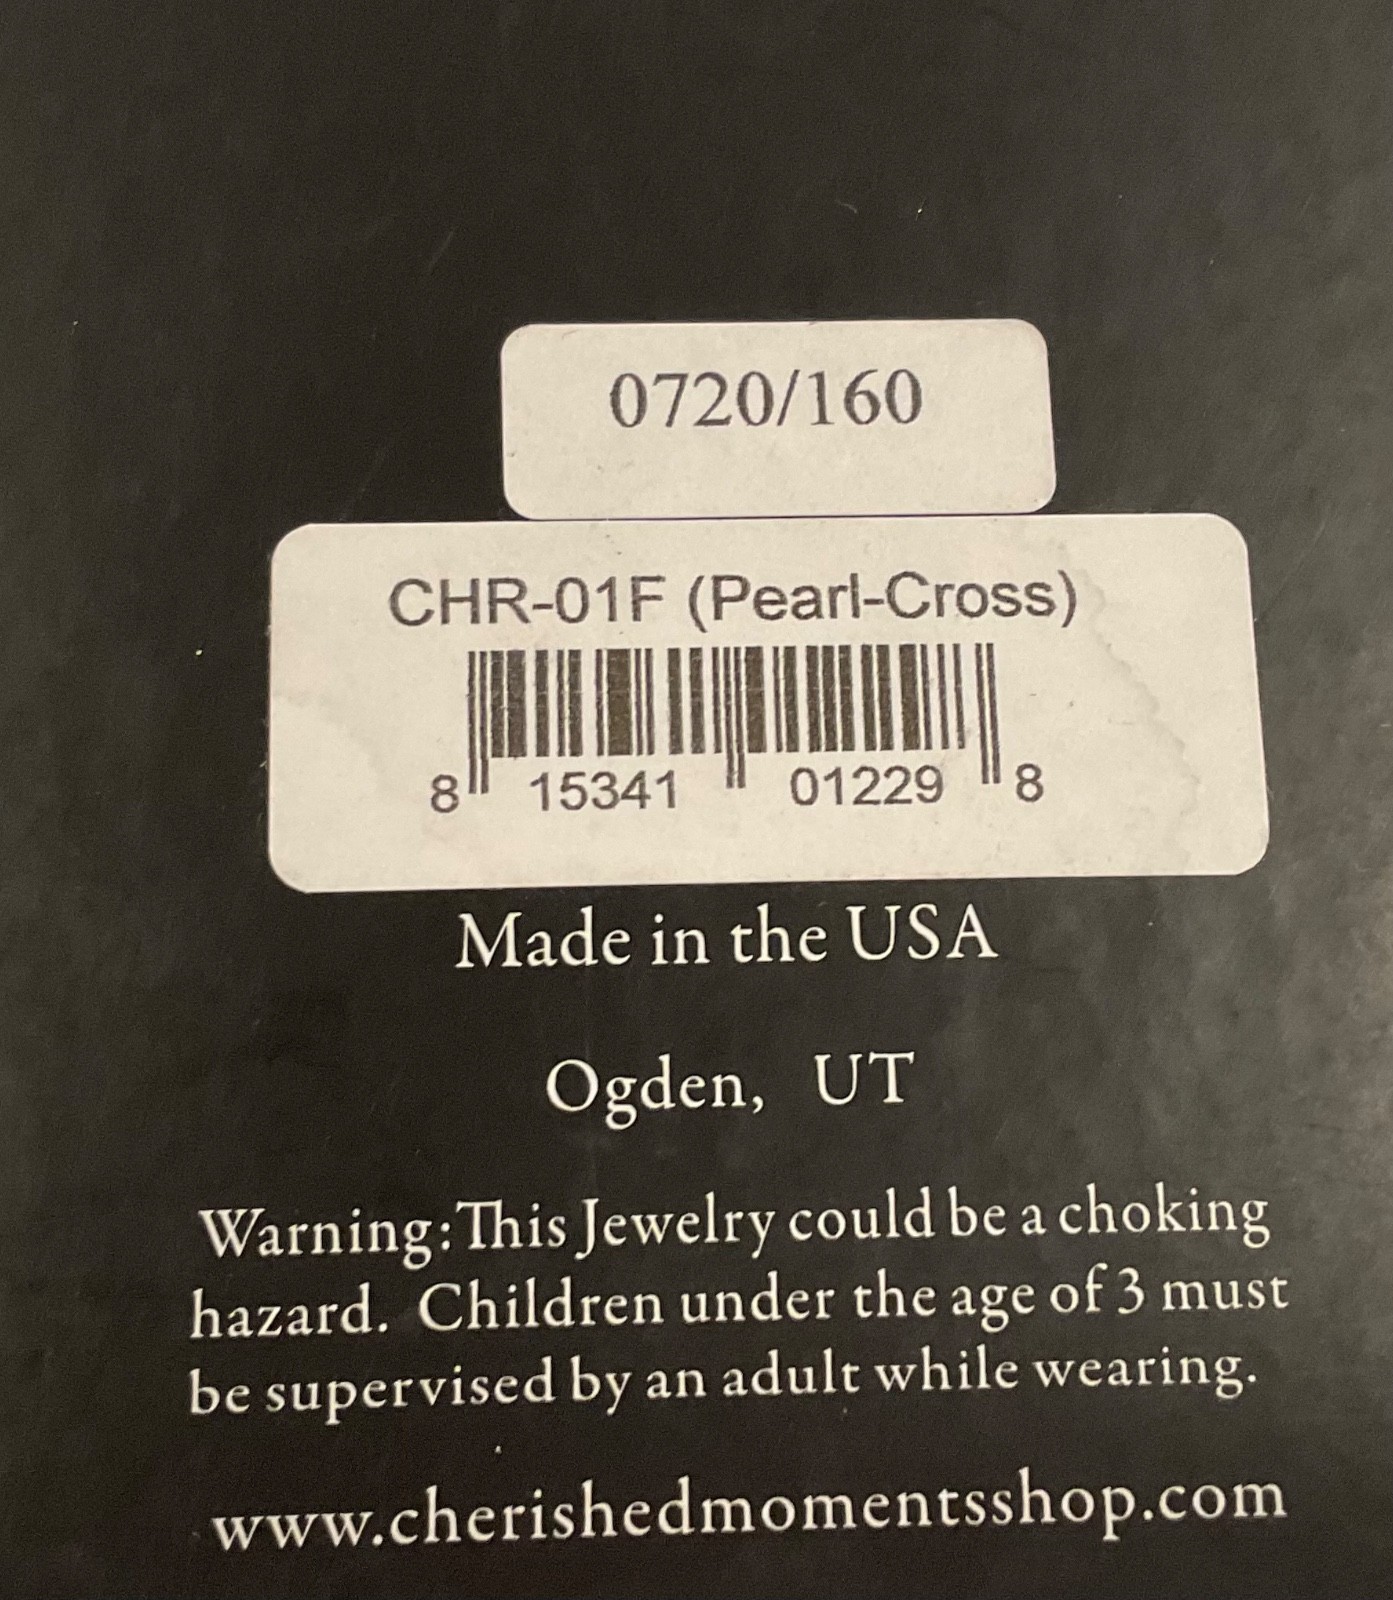 0720/160
CHR-01F (Pearl-Cross)
8 15341 01229 8
Made in the USA
Ogden, UT
Warning: This Jewelry could be a choking
hazard. Children under the age of 3 must
be supervised by an adult while wearing.
www.cherishedmomentsshop.com